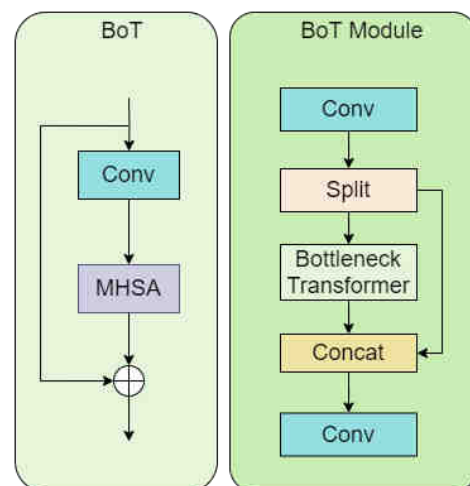 BoT
Conv
MHSA
BoT Module
Conv
Split
Bottleneck
Transformer
Concat
Conv